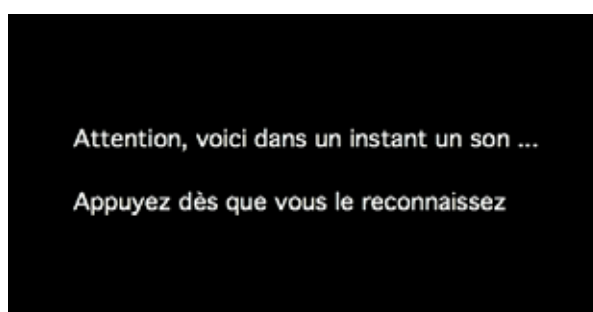 Attention, voici dans un instant un son ...
Appuyez dès que vous le reconnaissez